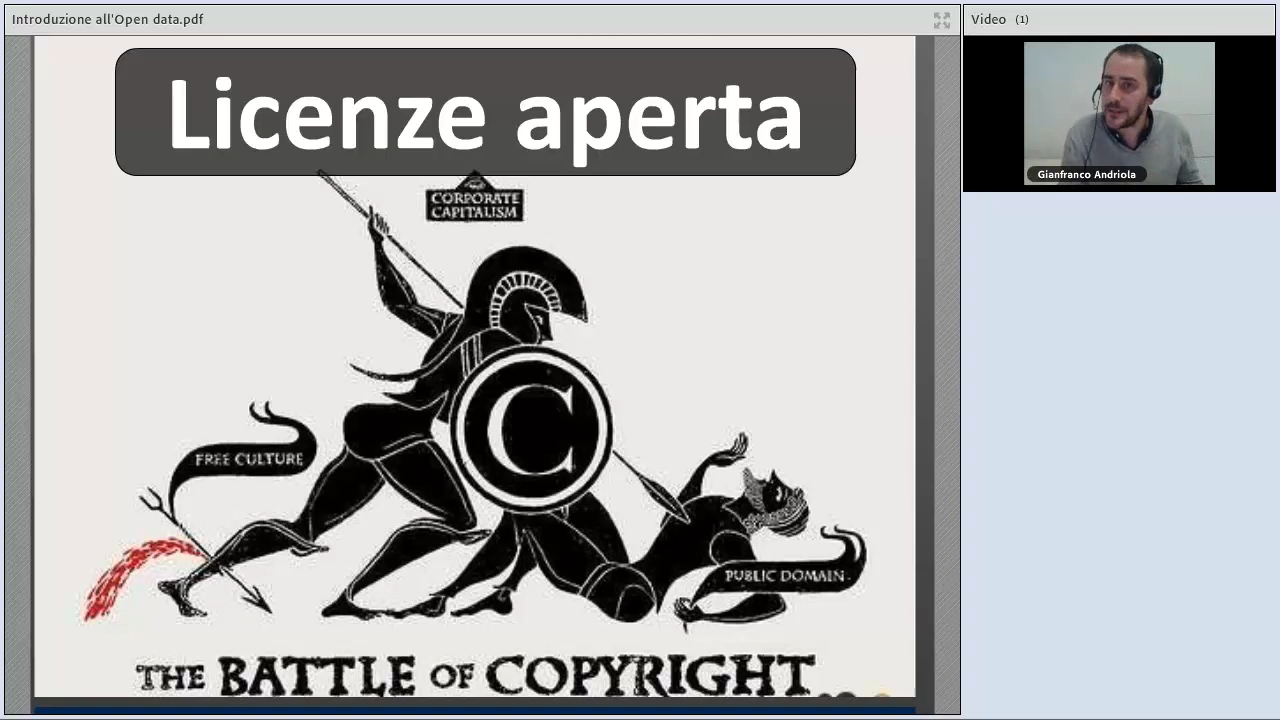 Introduzione all'Open data.pdf
Video (1)
Licenze aperta
Gianfranco Andriola
CORPORATE
CAPITALISM
C
FREE CULTURE
PUBLIC DOMAIN
THE BATTLE OF COPYRIGHT